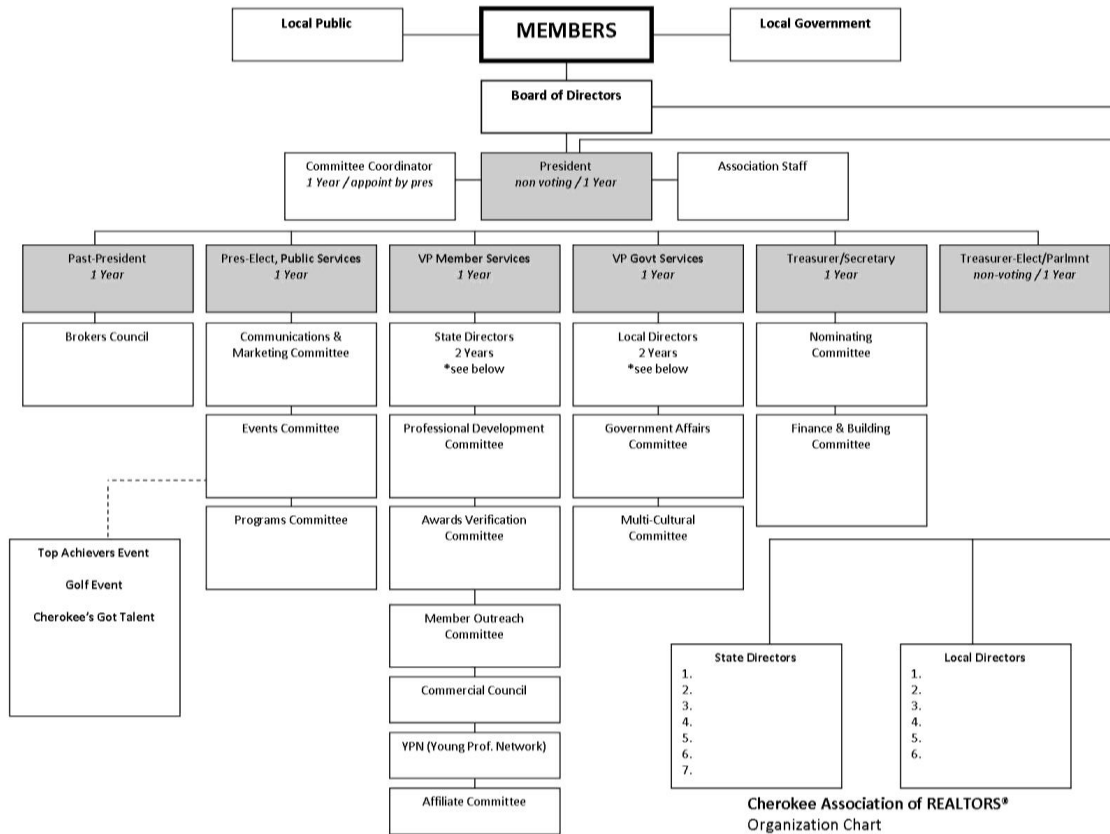 Local Public
MEMBERS
Local Government
Board of Directors
Committee Coordinator
1 Year / appoint by pres
President
non voting / 1 Year
Association Staff
Past-President
1 Year
Pres-Elect, Public Services
1 Year
VP Member Services
1 Year
VP Govt Services
1 Year
Treasurer/Secretary
1 Year
Treasurer-Elect/Parlmnt
non-voting / 1 Year
Brokers Council
Communications &
Marketing Committee
State Directors
2 Years
*see below
Local Directors
2 Years
*see below
Nominating
Committee
Events Committee
Professional Development
Committee
Government Affairs
Committee
Finance & Building
Committee
Programs Committee
Awards Verification
Committee
Multi-Cultural
Committee
Top Achievers Event
Golf Event
Cherokee's Got Talent
Member Outreach
Committee
Commercial Council
YPN (Young Prof. Network)
Affiliate Committee
State Directors
1.
2.
3.
4.
5.
6.
7.
Local Directors
1.
2.
3.
4.
5.
6.
Cherokee Association of REALTORS®
Organization Chart